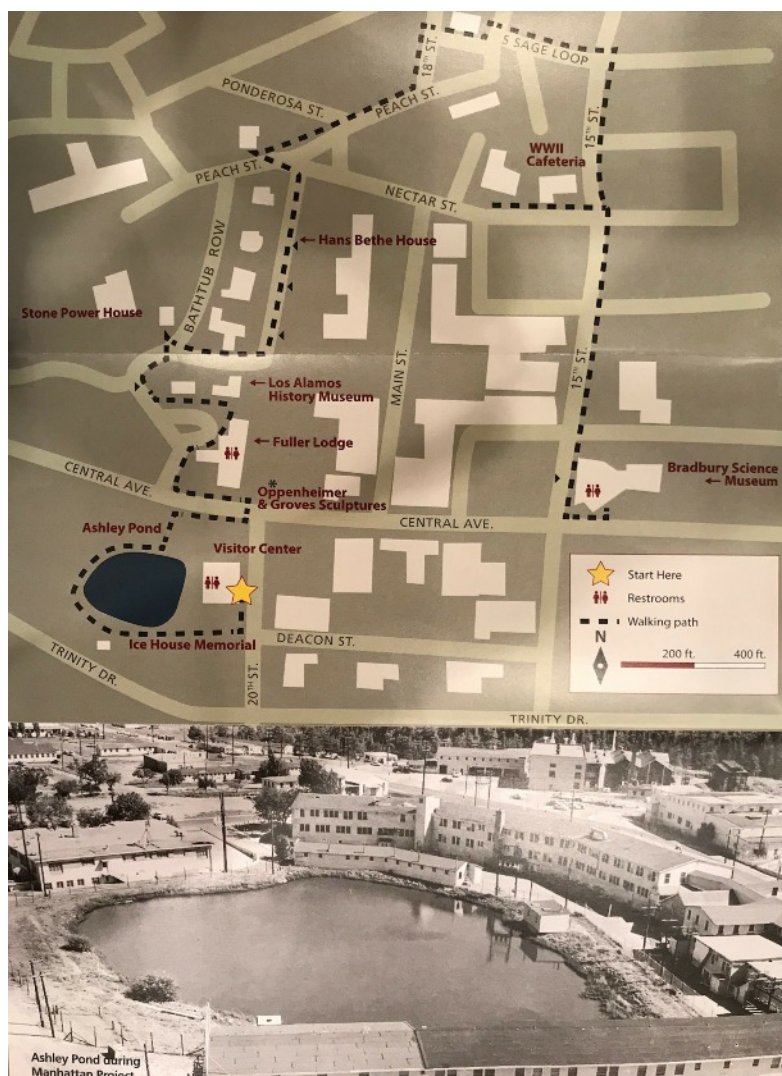 18TH ST.
S SAGE LOOP
PONDEROSA ST.
PEACH ST.
15TH ST.
WWII
Cafeteria
PEACH ST.
NECTAR ST.
BATHTUB ROW
Hans Bethe House
Stone Power House
MAIN ST.
15TH ST.
Los Alamos
History Museum
Fuller Lodge
CENTRAL AVE.
*
Oppenheimer
& Groves Sculptures
Bradbury Science
Museum
CENTRAL AVE.
Ashley Pond
Visitor Center
Start Here
Restrooms
Walking path
N
200 ft.
400 ft.
Ice House Memorial
DEACON ST.
TRINITY DR.
20TH ST.
TRINITY DR.
Ashley Pond during
Manhattan Project